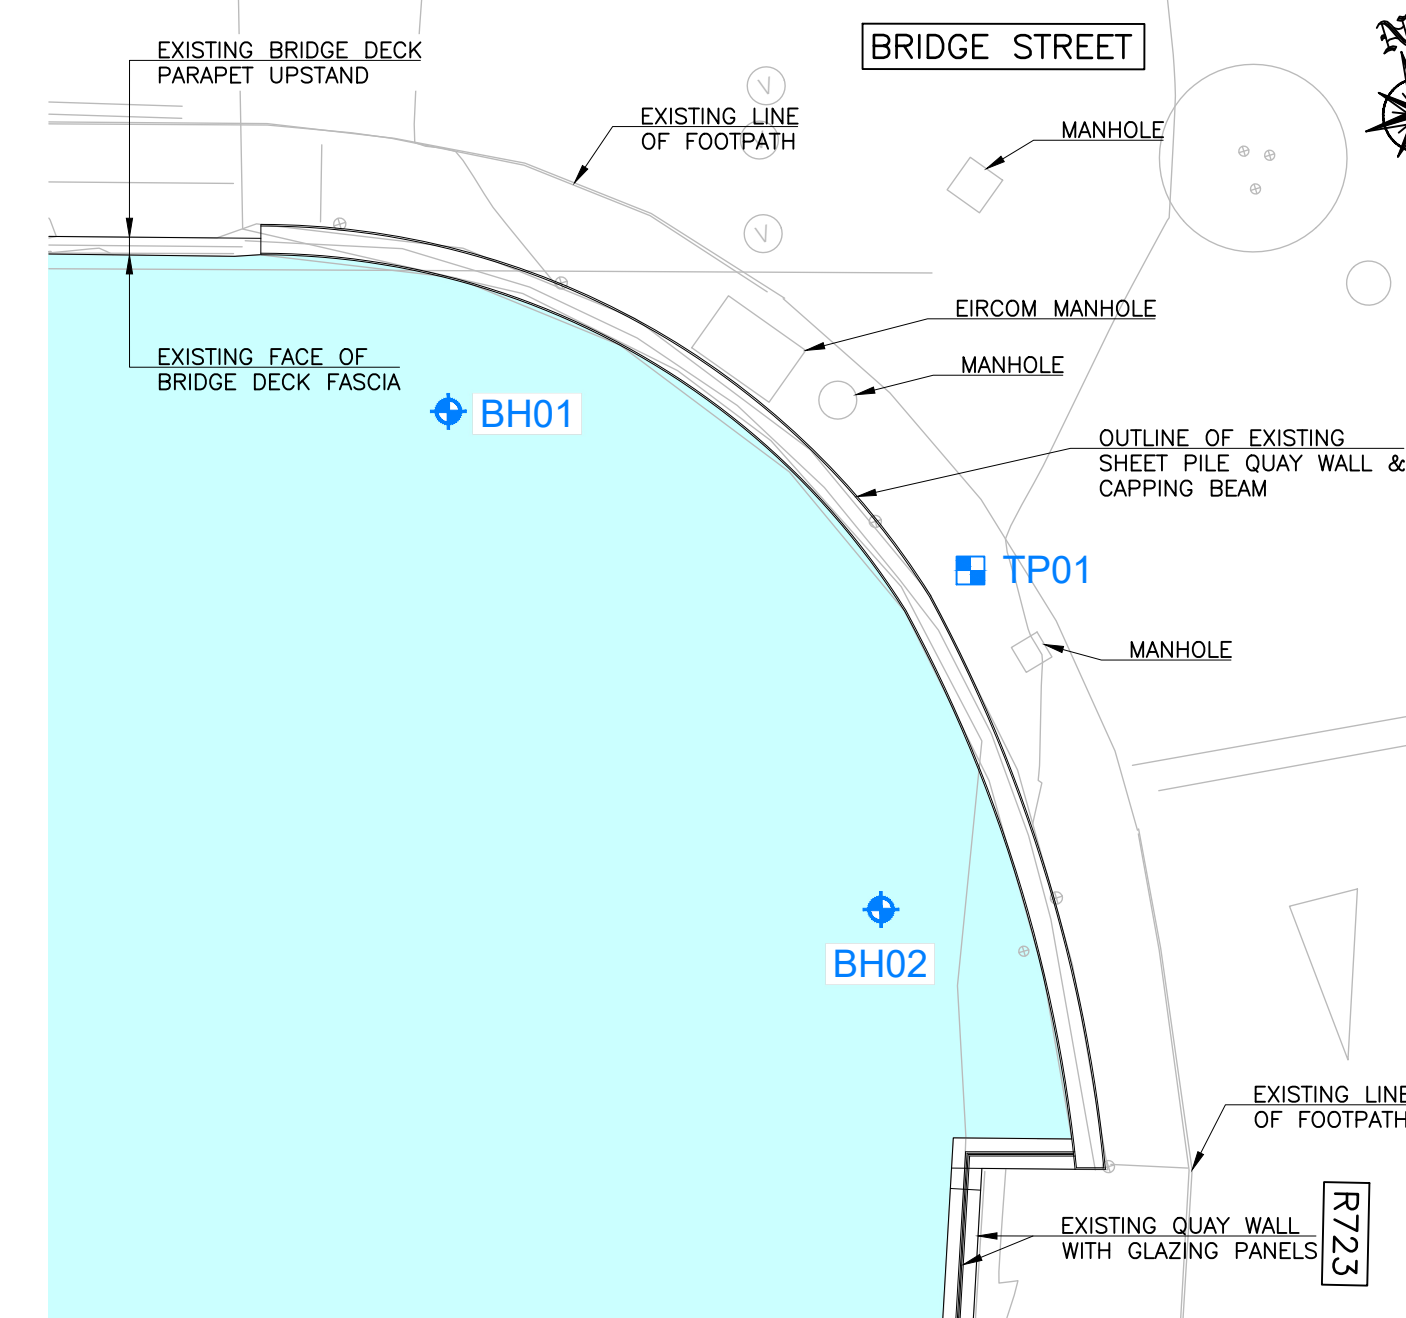 BRIDGE STREET
EXISTING BRIDGE DECK
PARAPET UPSTAND
EXISTING LINE
OF FOOTPATH
MANHOLE
V
V
EIRCOM MANHOLE
EXISTING FACE OF
BRIDGE DECK FASCIA
MANHOLE
BH01
OUTLINE OF EXISTING
SHEET PILE QUAY WALL &
CAPPING BEAM
TP01
MANHOLE
BH02
EXISTING LINE
OF FOOTPATH
R723
EXISTING QUAY WALL
WITH GLAZING PANELS